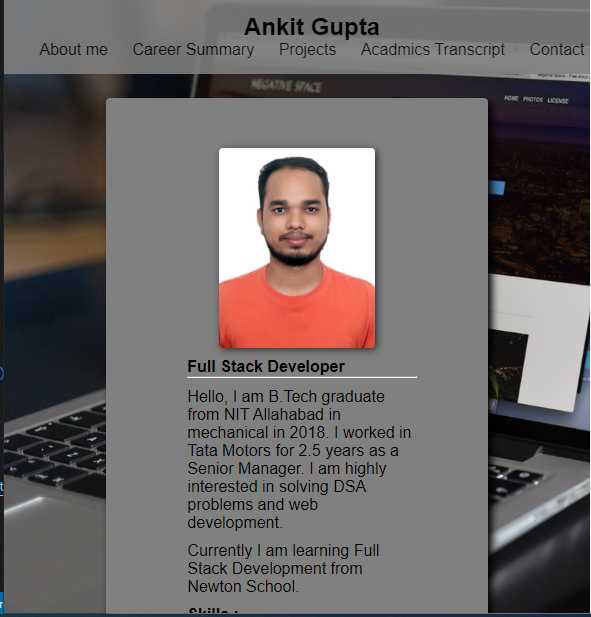 Ankit Gupta
About me Career Summary Projects Acadmics Transcript Contact
NEGATIVE SPACE
HOME PHOTOS LICENSE
Full Stack Developer
Hello, I am B.Tech graduate
from NIT Allahabad in
mechanical in 2018. I worked in
Tata Motors for 2.5 years as a
Senior Manager. I am highly
interested in solving DSA
problems and web
development.
Currently I am learning Full
Stack Development from
Newton School.
Skills :